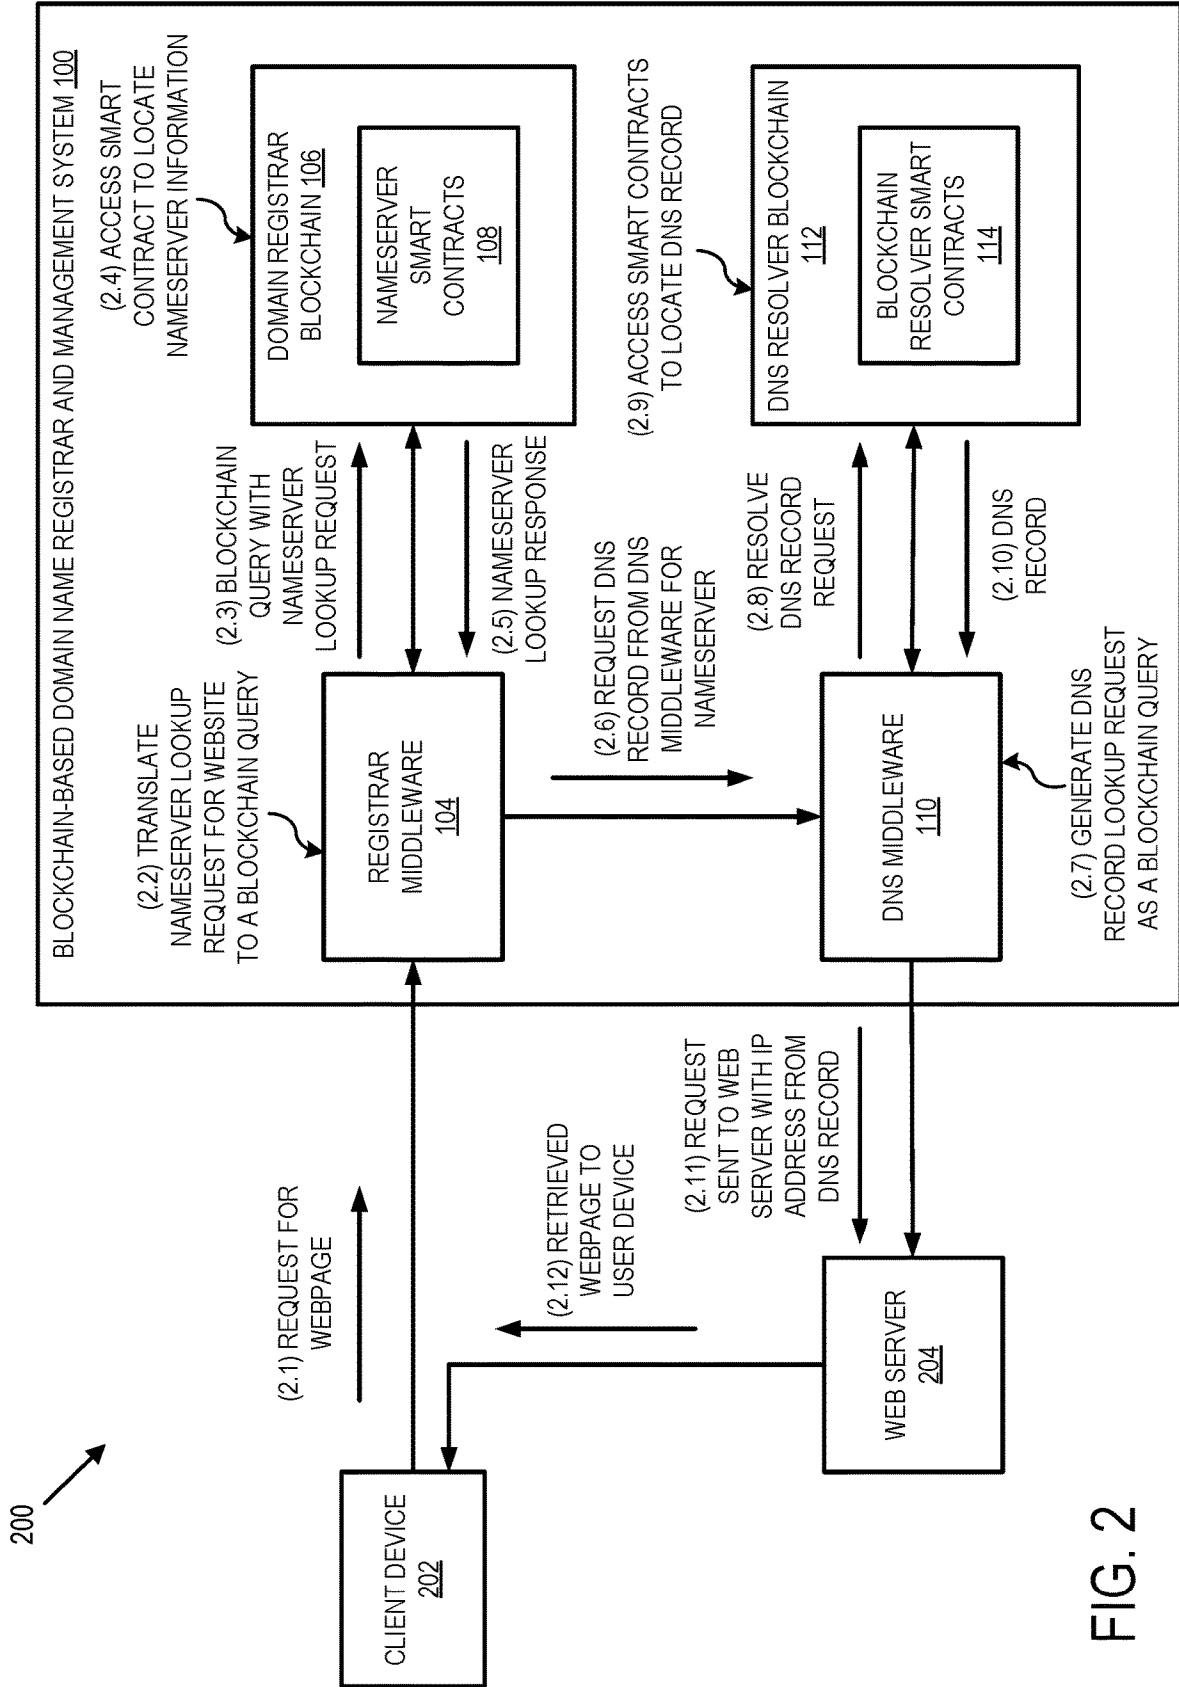 200
BLOCKCHAIN-BASED DOMAIN NAME REGISTRAR AND MANAGEMENT SYSTEM 100
CLIENT DEVICE
202
(2.1) REQUEST FOR
WEBPAGE
(2.2) TRANSLATE
NAMESERVER LOOKUP
REQUEST FOR WEBSITE
TO A BLOCKCHAIN QUERY
REGISTRAR
MIDDLEWARE
104
(2.3) BLOCKCHAIN
QUERY WITH
NAMESERVER
LOOKUP REQUEST
(2.4) ACCESS SMART
CONTRACT TO LOCATE
NAMESERVER INFORMATION
DOMAIN REGISTRAR
BLOCKCHAIN 106
NAMESERVER
SMART
CONTRACTS
108
(2.5) NAMESERVER
LOOKUP RESPONSE
(2.6) REQUEST DNS
RECORD FROM DNS
MIDDLEWARE FOR
NAMESERVER
DNS MIDDLEWARE
110
(2.7) GENERATE DNS
RECORD LOOKUP REQUEST
AS A BLOCKCHAIN QUERY
(2.8) RESOLVE
DNS RECORD
REQUEST
(2.9) ACCESS SMART CONTRACTS
TO LOCATE DNS RECORD
DNS RESOLVER BLOCKCHAIN
112
BLOCKCHAIN
RESOLVER SMART
CONTRACTS
114
(2.10) DNS
RECORD
(2.11) REQUEST
SENT TO WEB
SERVER WITH IP
ADDRESS FROM
DNS RECORD
(2.12) RETRIEVED
WEBPAGE TO
USER DEVICE
WEB SERVER
204
FIG. 2